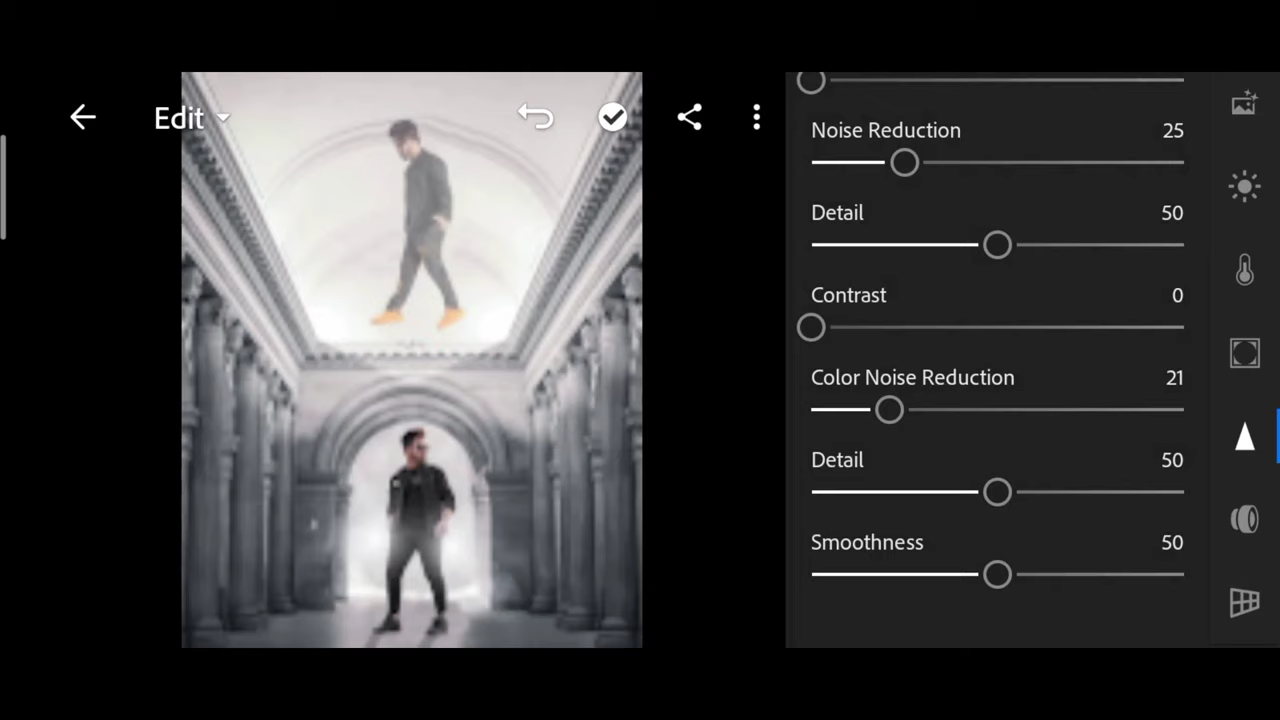 Edit
Noise Reduction 25
Detail 50
Contrast 0
Color Noise Reduction 21
Detail 50
Smoothness 50